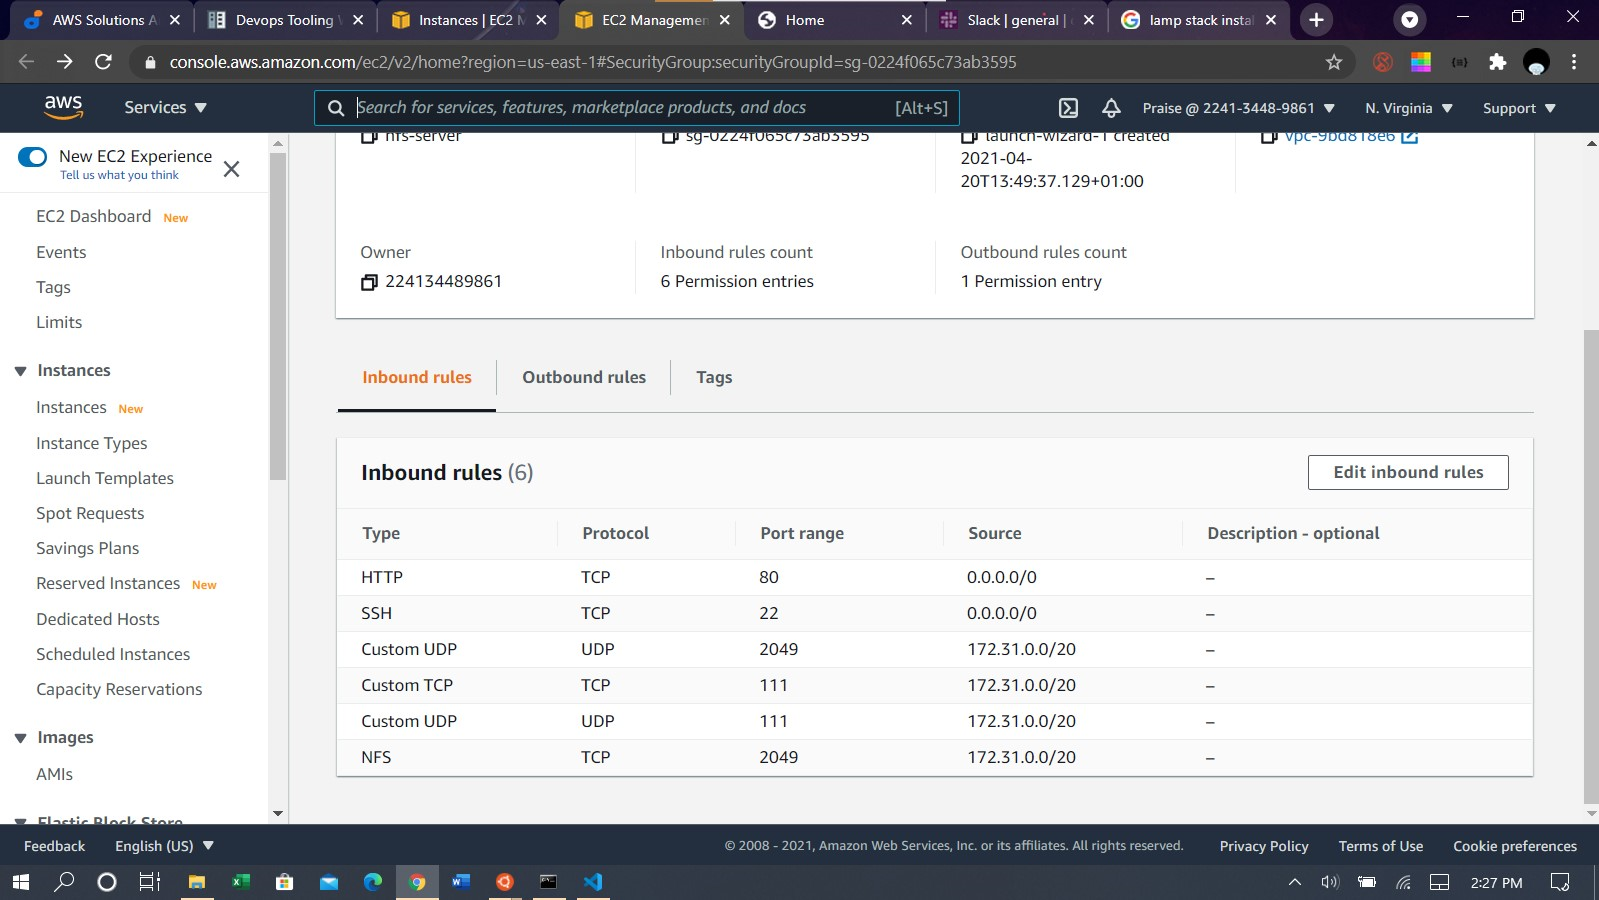 AWS Solutions A
Devops Tooling
Instances | EC2 M
EC2 Managemen
Home
Slack | general |
lamp stack instal
console.aws.amazon.com/ec2/v2/home?region=us-east-1#SecurityGroup:securityGroupId=sg-0224f065c73ab3595
aws
Services
Search for services, features, marketplace products, and docs
[Alt+S]
Praise @ 2241-3448-9861
N. Virginia
Support
New EC2 Experience
Tell us what you think
EC2 Dashboard New
Events
Tags
Limits
Instances
Instances New
Instance Types
Launch Templates
Spot Requests
Savings Plans
Reserved Instances New
Dedicated Hosts
Scheduled Instances
Capacity Reservations
Images
AMIs
Elastic Block Store
nfs-server
sg-0224f065c73ab3595
launch-wizard-1 created
2021-04-
20T13:49:37.129+01:00
vpc-9bd818e6
Owner
224134489861
Inbound rules count
6 Permission entries
Outbound rules count
1 Permission entry
Inbound rules
Outbound rules
Tags
Inbound rules (6)
Edit inbound rules
Type Protocol Port range Source Description - optional
HTTP TCP 80 0.0.0.0/0 –
SSH TCP 22 0.0.0.0/0 –
Custom UDP UDP 2049 172.31.0.0/20 –
Custom TCP TCP 111 172.31.0.0/20 –
Custom UDP UDP 111 172.31.0.0/20 –
NFS TCP 2049 172.31.0.0/20 –
Feedback
English (US)
© 2008 - 2021, Amazon Web Services, Inc. or its affiliates. All rights reserved.
Privacy Policy
Terms of Use
Cookie preferences
2:27 PM